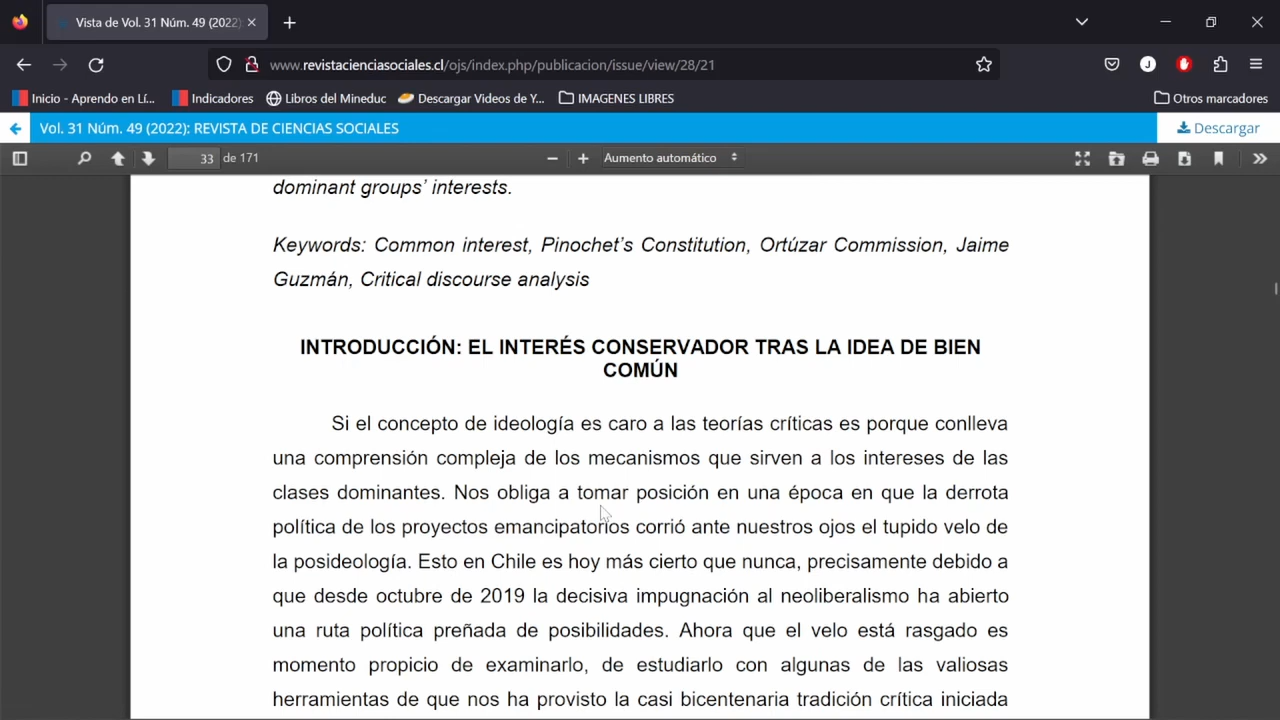 Vista de Vol. 31 Núm. 49 (2022)
www.revistacienciasociales.cl/ojs/index.php/publicacion/issue/view/28/21
Inicio - Aprendo en Lí... Indicadores Libros del Mineduc Descargar Videos de Y... IMAGENES LIBRES Otros marcadores
Vol. 31 Núm. 49 (2022): REVISTA DE CIENCIAS SOCIALES Descargar
33 de 171 Aumento automático
dominant groups’ interests.
Keywords: Common interest, Pinochet’s Constitution, Ortúzar Commission, Jaime
Guzmán, Critical discourse analysis
INTRODUCCIÓN: EL INTERÉS CONSERVADOR TRAS LA IDEA DE BIEN
COMÚN
Si el concepto de ideología es caro a las teorías críticas es porque conlleva
una comprensión compleja de los mecanismos que sirven a los intereses de las
clases dominantes. Nos obliga a tomar posición en una época en que la derrota
política de los proyectos emancipatorios corrió ante nuestros ojos el tupido velo de
la posideología. Esto en Chile es hoy más cierto que nunca, precisamente debido a
que desde octubre de 2019 la decisiva impugnación al neoliberalismo ha abierto
una ruta política preñada de posibilidades. Ahora que el velo está rasgado es
momento propicio de examinarlo, de estudiarlo con algunas de las valiosas
herramientas de que nos ha provisto la casi bicentenaria tradición crítica iniciada